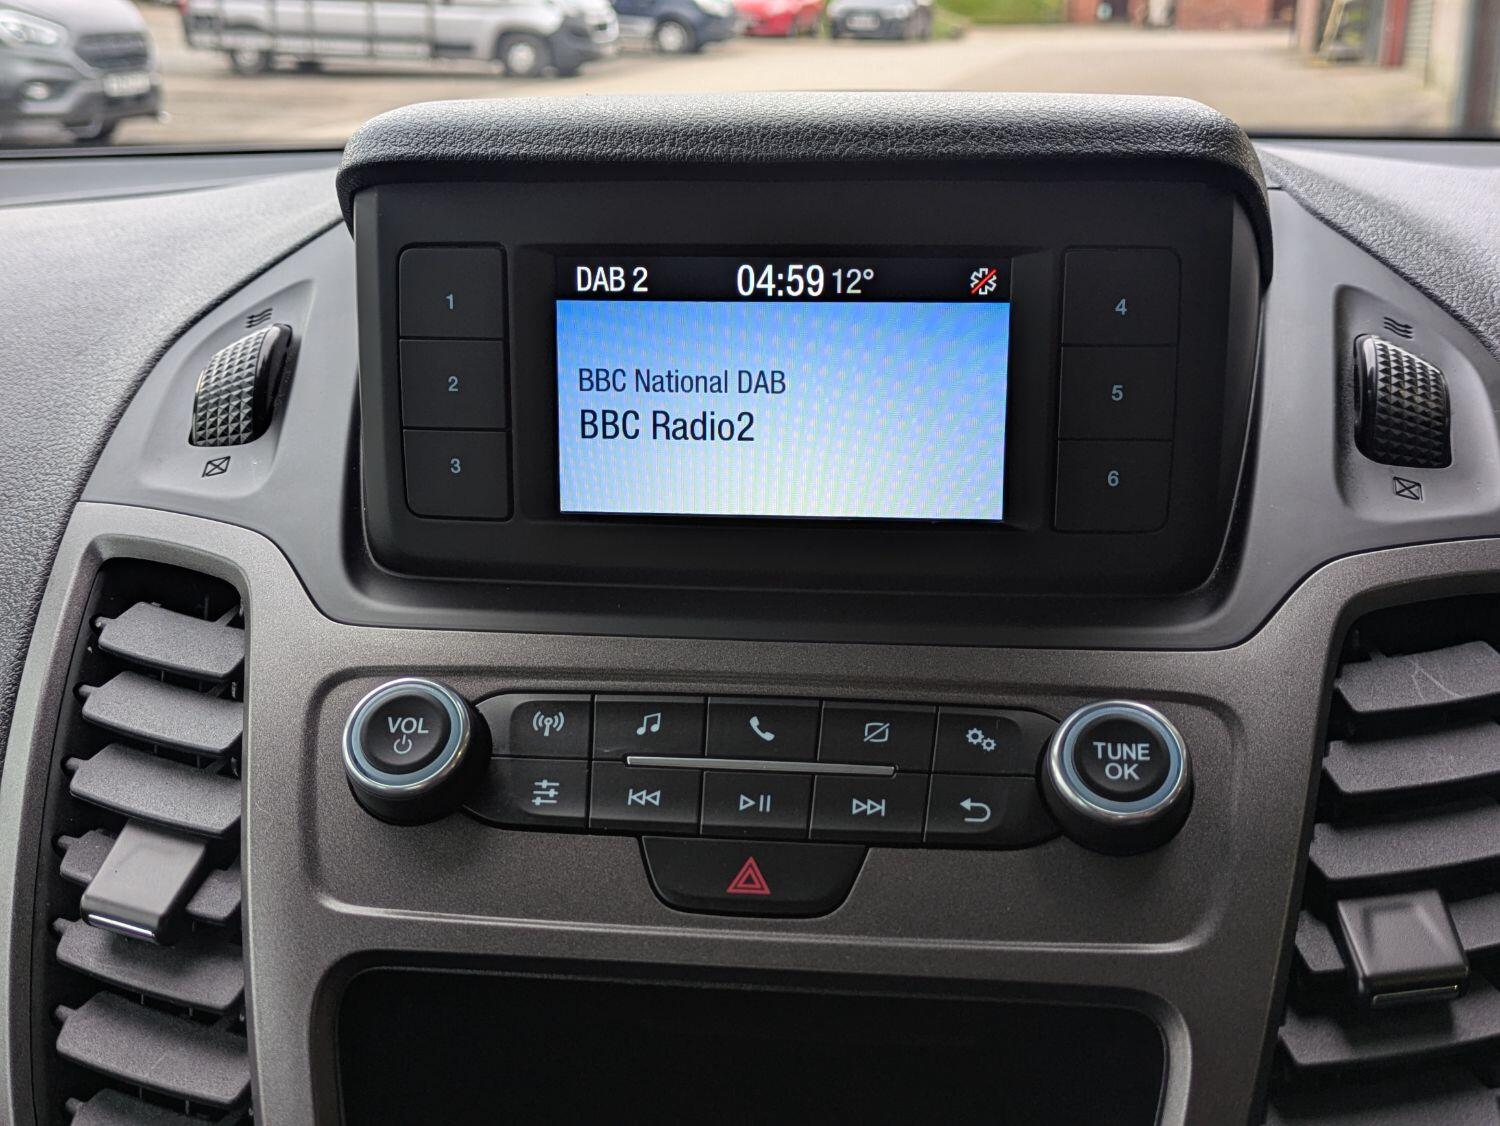 DAB 2 04:59 12°
BBC National DAB
BBC Radio2
1
2
3
4
5
6
VOL
TUNE
OK